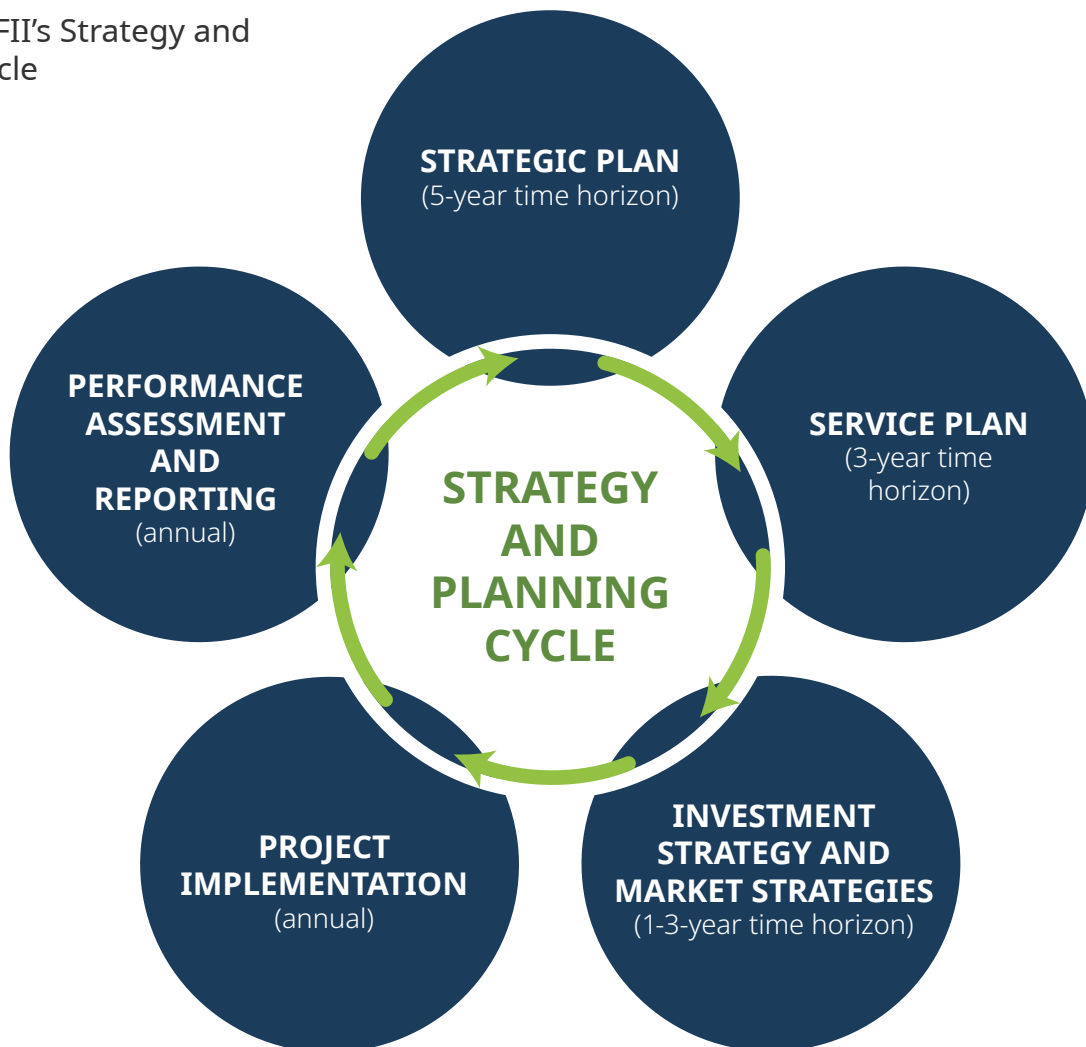 FII's Strategy and
cle
STRATEGIC PLAN
(5-year time horizon)
SERVICE PLAN
(3-year time
horizon)
INVESTMENT
STRATEGY AND
MARKET STRATEGIES
(1-3-year time horizon)
PROJECT
IMPLEMENTATION
(annual)
PERFORMANCE
ASSESSMENT
AND
REPORTING
(annual)
STRATEGY
AND
PLANNING
CYCLE